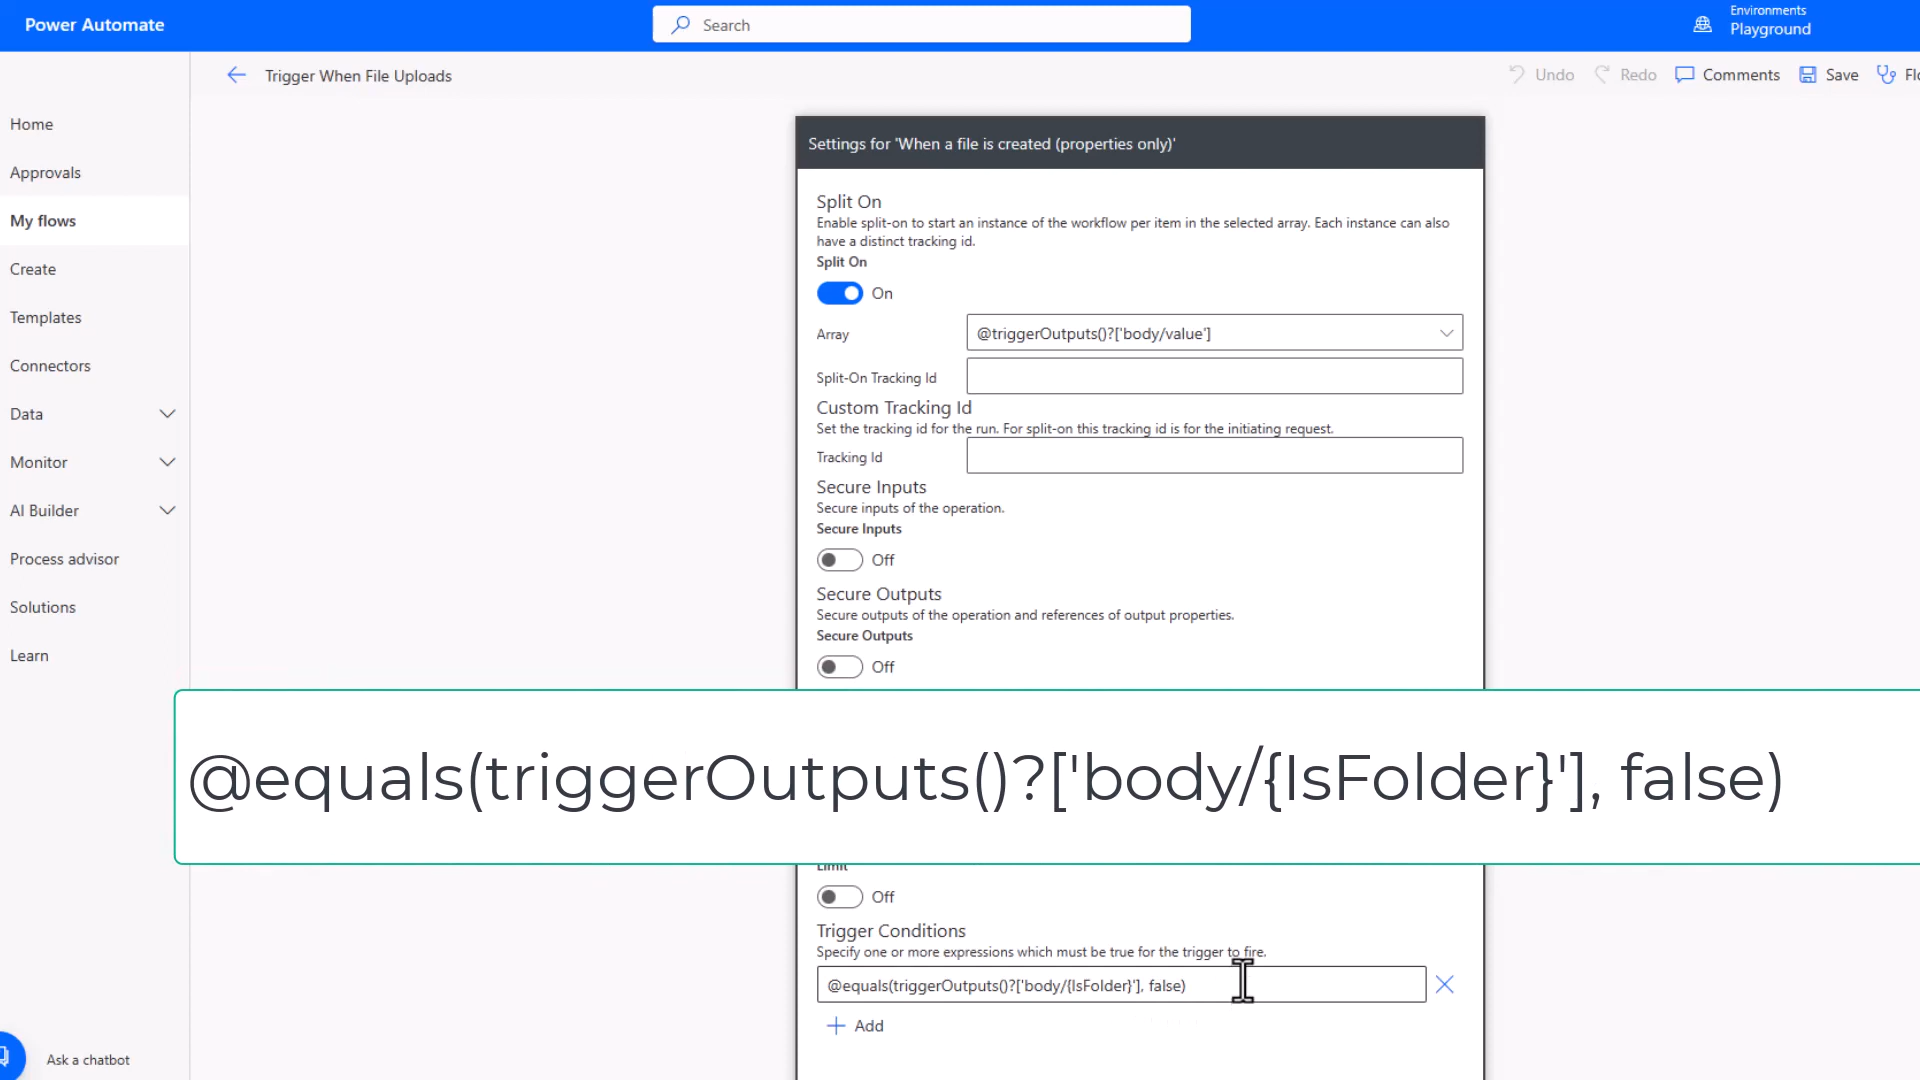 Power Automate
Search
Environments
Playground
Trigger When File Uploads
Undo
Redo
Comments
Save
Home
Approvals
My flows
Create
Templates
Connectors
Data
Monitor
AI Builder
Process advisor
Solutions
Learn
Ask a chatbot
Settings for 'When a file is created (properties only)'
Split On
Enable split-on to start an instance of the workflow per item in the selected array. Each instance can also
have a distinct tracking id.
Split On
On
Array
@triggerOutputs()?['body/value']
Split-On Tracking Id
Custom Tracking Id
Set the tracking id for the run. For split-on this tracking id is for the initiating request.
Tracking Id
Secure Inputs
Secure inputs of the operation.
Secure Inputs
Off
Secure Outputs
Secure outputs of the operation and references of output properties.
Secure Outputs
Off
@equals(triggerOutputs()?['body/{IsFolder}'], false)
Limit
Off
Trigger Conditions
Specify one or more expressions which must be true for the trigger to fire.
@equals(triggerOutputs()?['body/{IsFolder}'], false)
Add